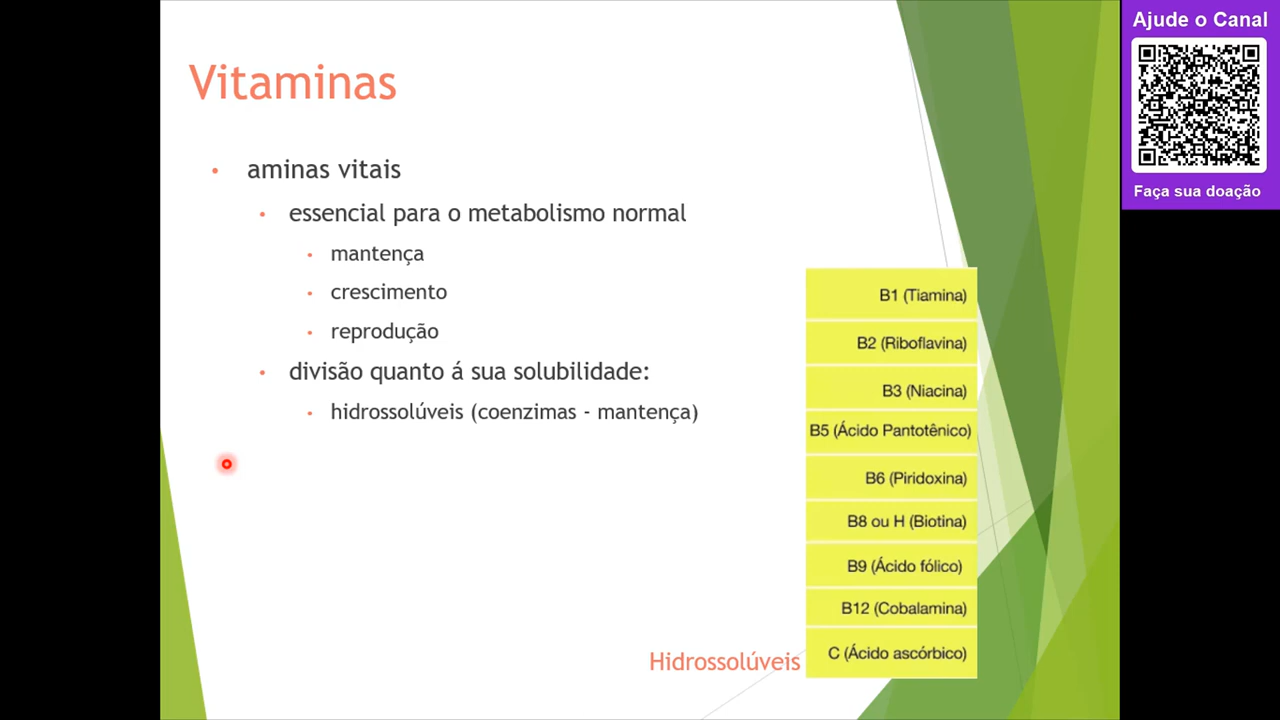 Vitaminas
aminas vitais
essencial para o metabolismo normal
mantença
crescimento
reprodução
divisão quanto á sua solubilidade:
hidrossolúveis (coenzimas - mantença)
B1 (Tiamina)
B2 (Riboflavina)
B3 (Niacina)
B5 (Ácido Pantotênico)
B6 (Piridoxina)
B8 ou H (Biotina)
B9 (Ácido fólico)
B12 (Cobalamina)
C (Ácido ascórbico)
Hidrossolúveis
Ajude o Canal
Faça sua doação